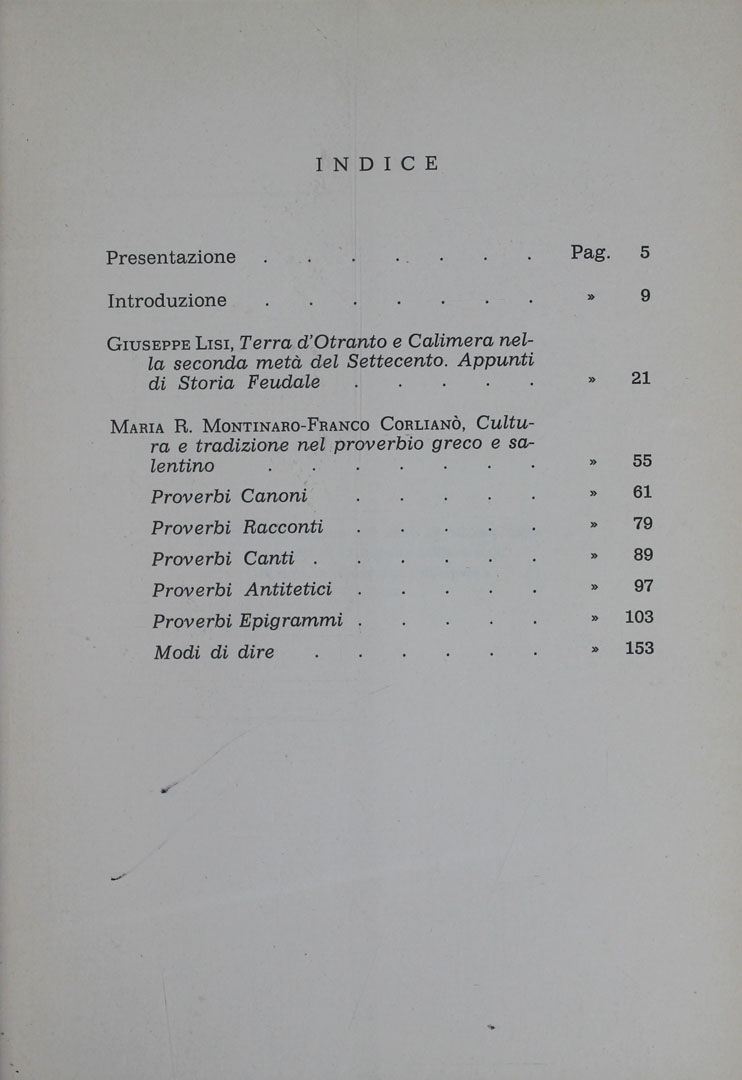 INDICE
Presentazione . . . . . . . Pag. 5
Introduzione . . . . . . . » 9
GIUSEPPE LISI, Terra d'Otranto e Calimera nel-
la seconda metà del Settecento. Appunti
di Storia Feudale . . . . . » 21
MARIA R. MONTINARO-FRANCO CORLIANÒ, Cultu-
ra e tradizione nel proverbio greco e sa-
lentino . . . . . . . » 55
Proverbi Canoni . . . . . » 61
Proverbi Racconti . . . . . » 79
Proverbi Canti . . . . . . » 89
Proverbi Antitetici . . . . . » 97
Proverbi Epigrammi . . . . . » 103
Modi di dire . . . . . . » 153